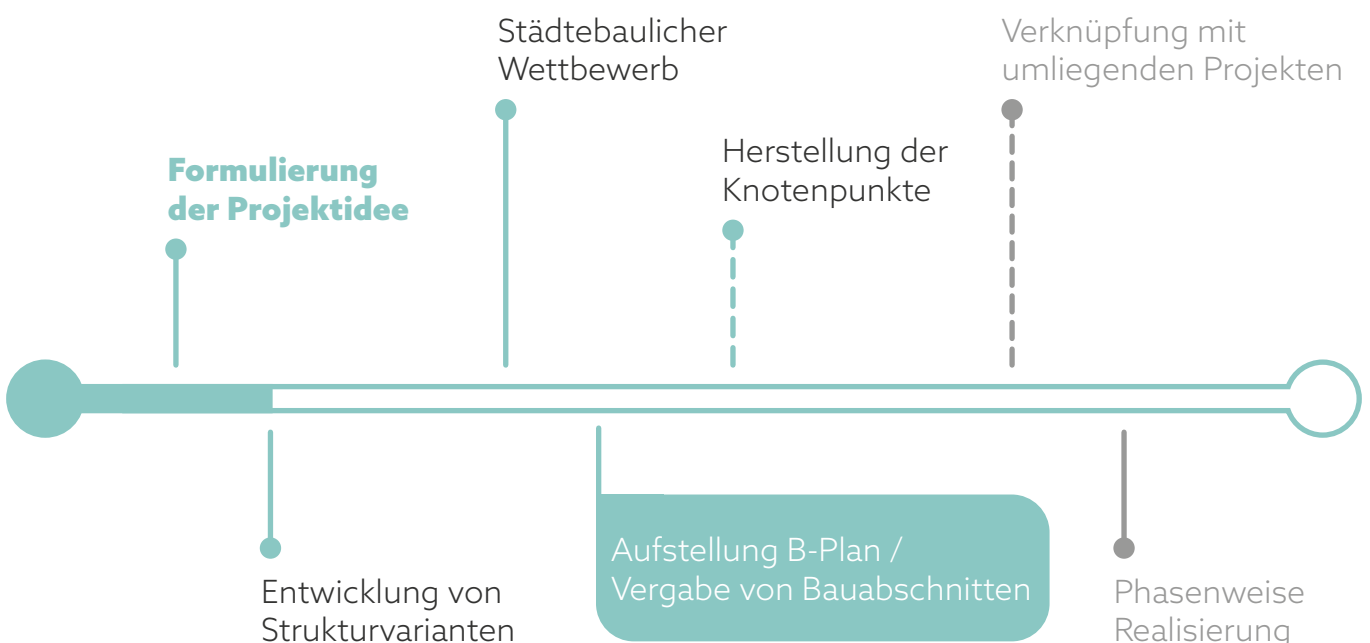 Städtebaulicher
Wettbewerb
Verknüpfung mit
umliegenden Projekten
Herstellung der
Knotenpunkte
Formulierung
der Projektidee
Aufstellung B-Plan /
Vergabe von Bauabschnitten
Entwicklung von
Strukturvarianten
Phasenweise
Realisierung